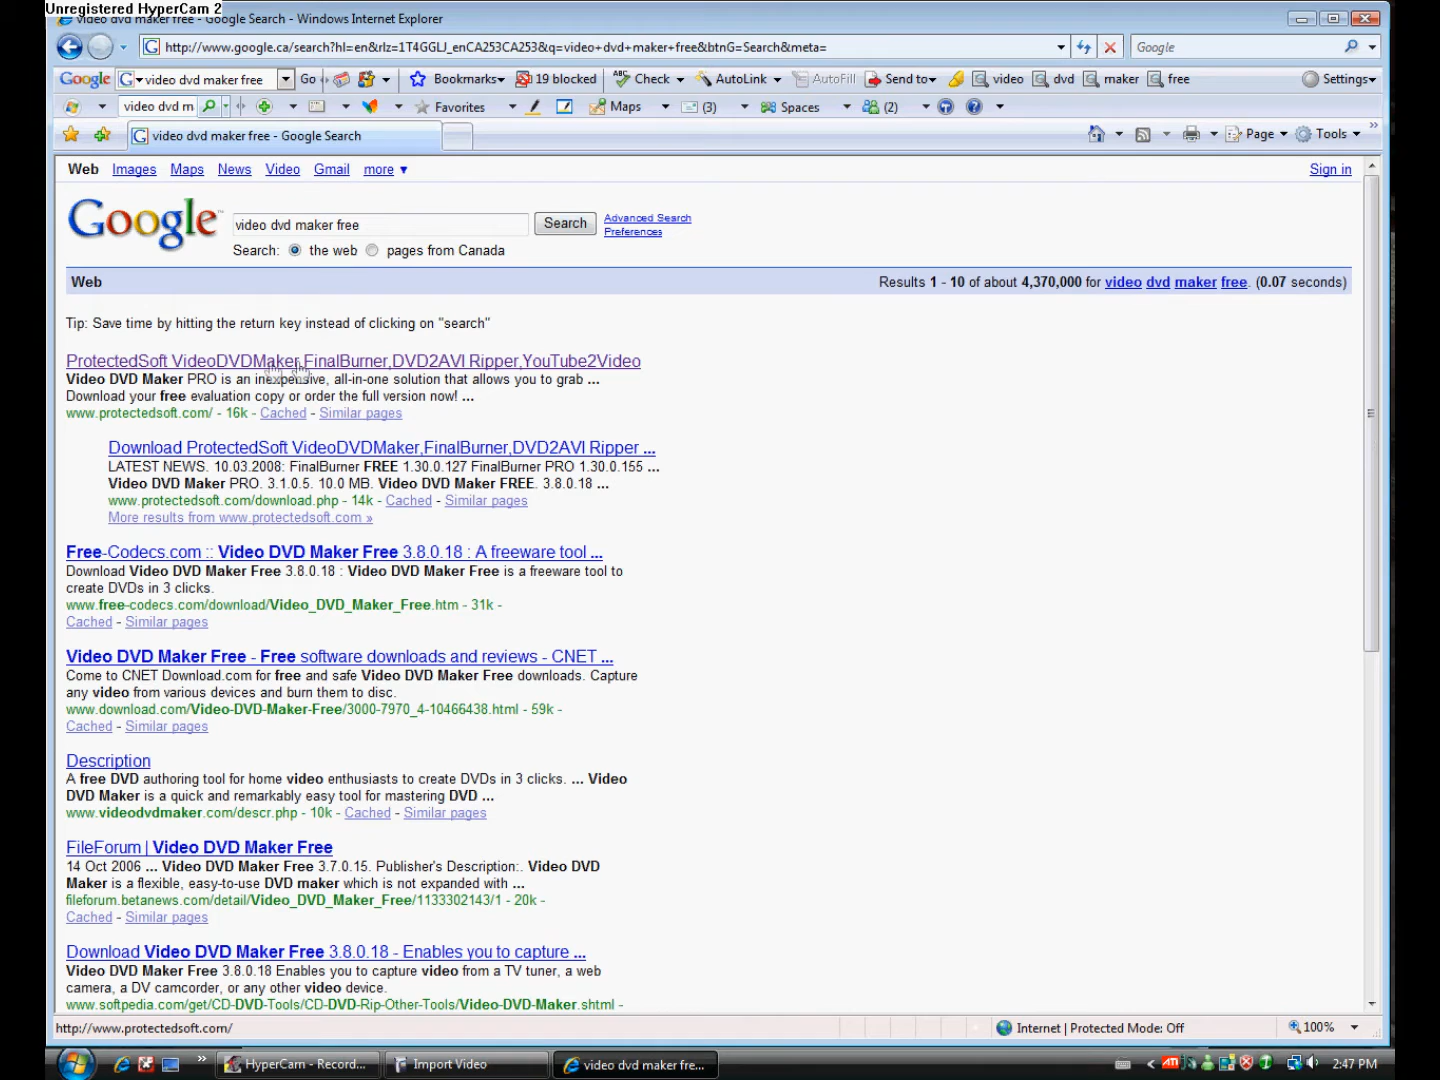 Unregistered HyperCam 2
video dvd maker free - Google Search - Windows Internet Explorer
http://www.google.ca/search?hl=en&rlz=1T4GGLJ_enCA253CA253&q=video+dvd+maker+free&btnG=Search&meta=
Google
Google video dvd maker free Go Bookmarks 19 blocked Check AutoLink AutoFill Send to video dvd maker free Settings
video dvd m Favorites Maps (3) Spaces (2)
video dvd maker free - Google Search Page Tools
Web Images Maps News Video Gmail more ▼ Sign in
Google video dvd maker free Search Advanced Search
Preferences
Search: the web pages from Canada
Web Results 1 - 10 of about 4,370,000 for video dvd maker free. (0.07 seconds)
Tip: Save time by hitting the return key instead of clicking on "search"
ProtectedSoft VideoDVDMaker,FinalBurner,DVD2AVI Ripper,YouTube2Video
Video DVD Maker PRO is an inexpensive, all-in-one solution that allows you to grab ...
Download your free evaluation copy or order the full version now! ...
www.protectedsoft.com/ - 16k - Cached - Similar pages
Download ProtectedSoft VideoDVDMaker,FinalBurner,DVD2AVI Ripper ...
LATEST NEWS. 10.03.2008: FinalBurner FREE 1.30.0.127 FinalBurner PRO 1.30.0.155 ...
Video DVD Maker PRO. 3.1.0.5. 10.0 MB. Video DVD Maker FREE. 3.8.0.18 ...
www.protectedsoft.com/download.php - 14k - Cached - Similar pages
More results from www.protectedsoft.com »
Free-Codecs.com :: Video DVD Maker Free 3.8.0.18 : A freeware tool ...
Download Video DVD Maker Free 3.8.0.18 : Video DVD Maker Free is a freeware tool to
create DVDs in 3 clicks.
www.free-codecs.com/download/Video_DVD_Maker_Free.htm - 31k -
Cached - Similar pages
Video DVD Maker Free - Free software downloads and reviews - CNET ...
Come to CNET Download.com for free and safe Video DVD Maker Free downloads. Capture
any video from various devices and burn them to disc.
www.download.com/Video-DVD-Maker-Free/3000-7970_4-10466438.html - 59k -
Cached - Similar pages
Description
A free DVD authoring tool for home video enthusiasts to create DVDs in 3 clicks. ... Video
DVD Maker is a quick and remarkably easy tool for mastering DVD ...
www.videodvdmaker.com/descr.php - 10k - Cached - Similar pages
FileForum | Video DVD Maker Free
14 Oct 2006 ... Video DVD Maker Free 3.7.0.15. Publisher's Description:. Video DVD
Maker is a flexible, easy-to-use DVD maker which is not expanded with ...
fileforum.betanews.com/detail/Video_DVD_Maker_Free/1133302143/1 - 20k -
Cached - Similar pages
Download Video DVD Maker Free 3.8.0.18 - Enables you to capture ...
Video DVD Maker Free 3.8.0.18 Enables you to capture video from a TV tuner, a web
camera, a DV camcorder, or any other video device.
www.softpedia.com/get/CD-DVD-Tools/CD-DVD-Rip-Other-Tools/Video-DVD-Maker.shtml -
http://www.protectedsoft.com/ Internet | Protected Mode: Off 100%
HyperCam - Record... Import Video video dvd maker fre... 2:47 PM